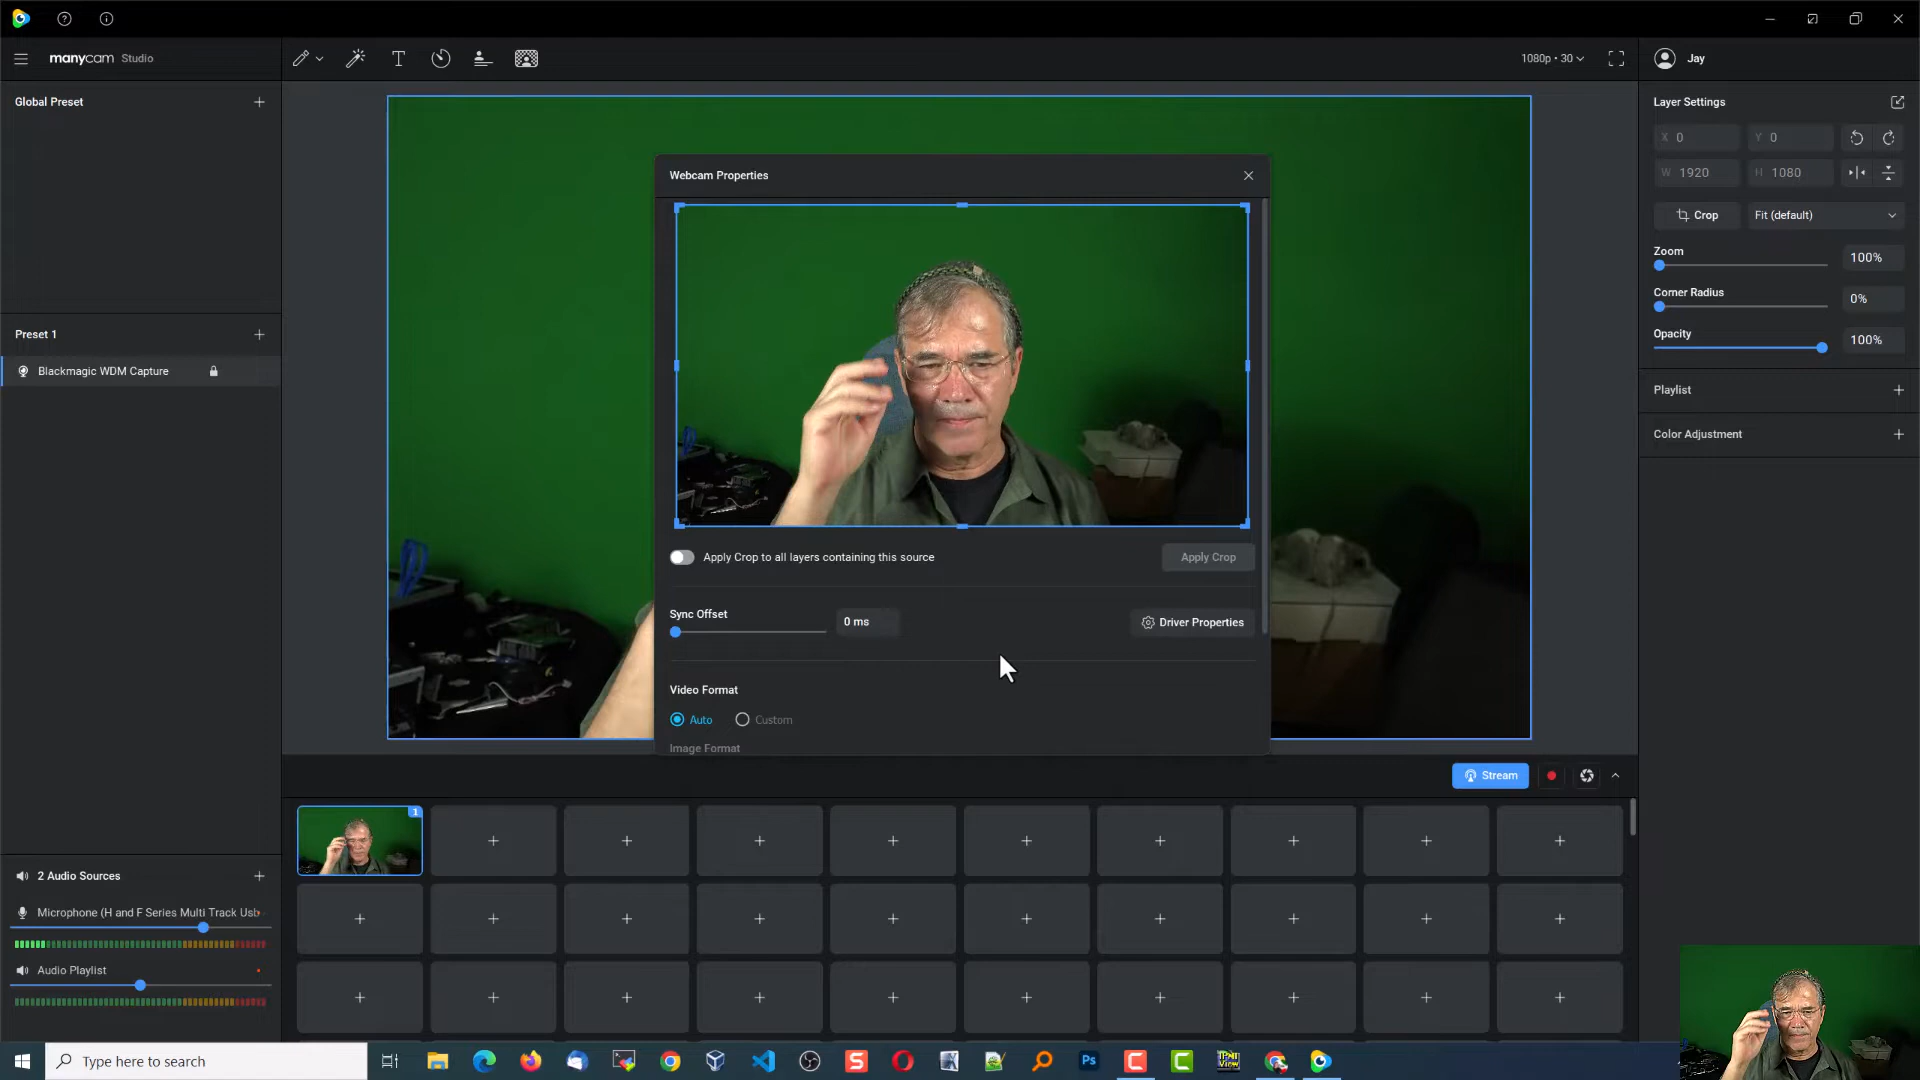 manycam Studio
1080p • 30
Jay
Global Preset
Layer Settings
X 0
Y 0
W 1920
H 1080
Crop
Fit (default)
Zoom
100%
Corner Radius
0%
Opacity
100%
Playlist
Color Adjustment
Preset 1
Blackmagic WDM Capture
Webcam Properties
Apply Crop to all layers containing this source
Apply Crop
Sync Offset
0 ms
Driver Properties
Video Format
Auto
Custom
Image Format
Stream
1
2 Audio Sources
Microphone (H and F Series Multi Track Usb
Audio Playlist
Type here to search
Ps